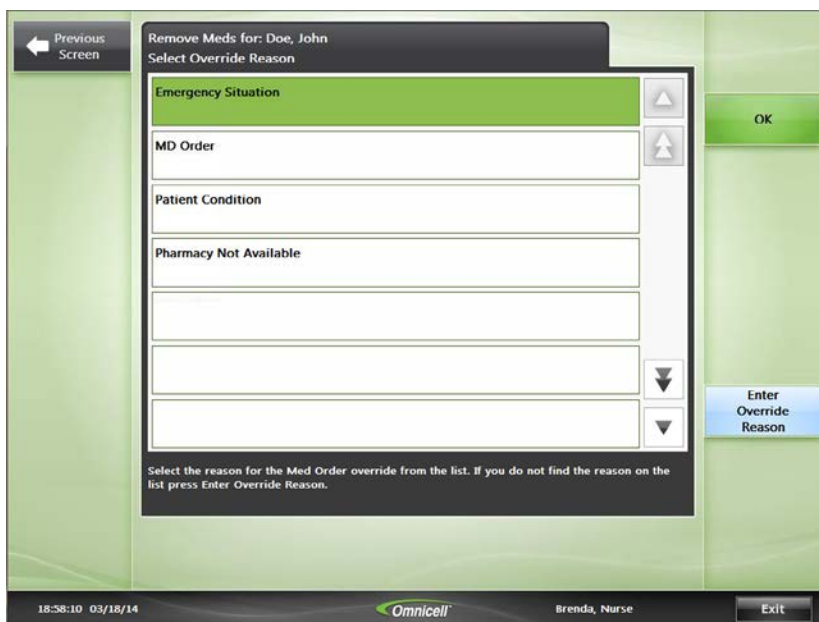 Previous
Screen
Remove Meds for: Doe, John
Select Override Reason
Emergency Situation
MD Order
Patient Condition
Pharmacy Not Available
OK
Enter
Override
Reason
Select the reason for the Med Order override from the list. If you do not find the reason on the
list press Enter Override Reason.
18:58:10 03/18/14
Omnicell
Brenda, Nurse
Exit